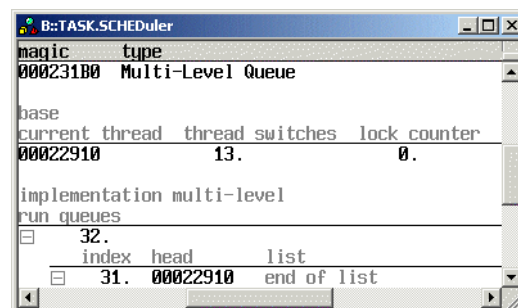 B::TASK.SCHEDuler
magic type
000231B0 Multi-Level Queue
base
current thread thread switches lock counter
00022910 13. 0.
implementation multi-level
run queues
32.
index head list
31. 00022910 end of list